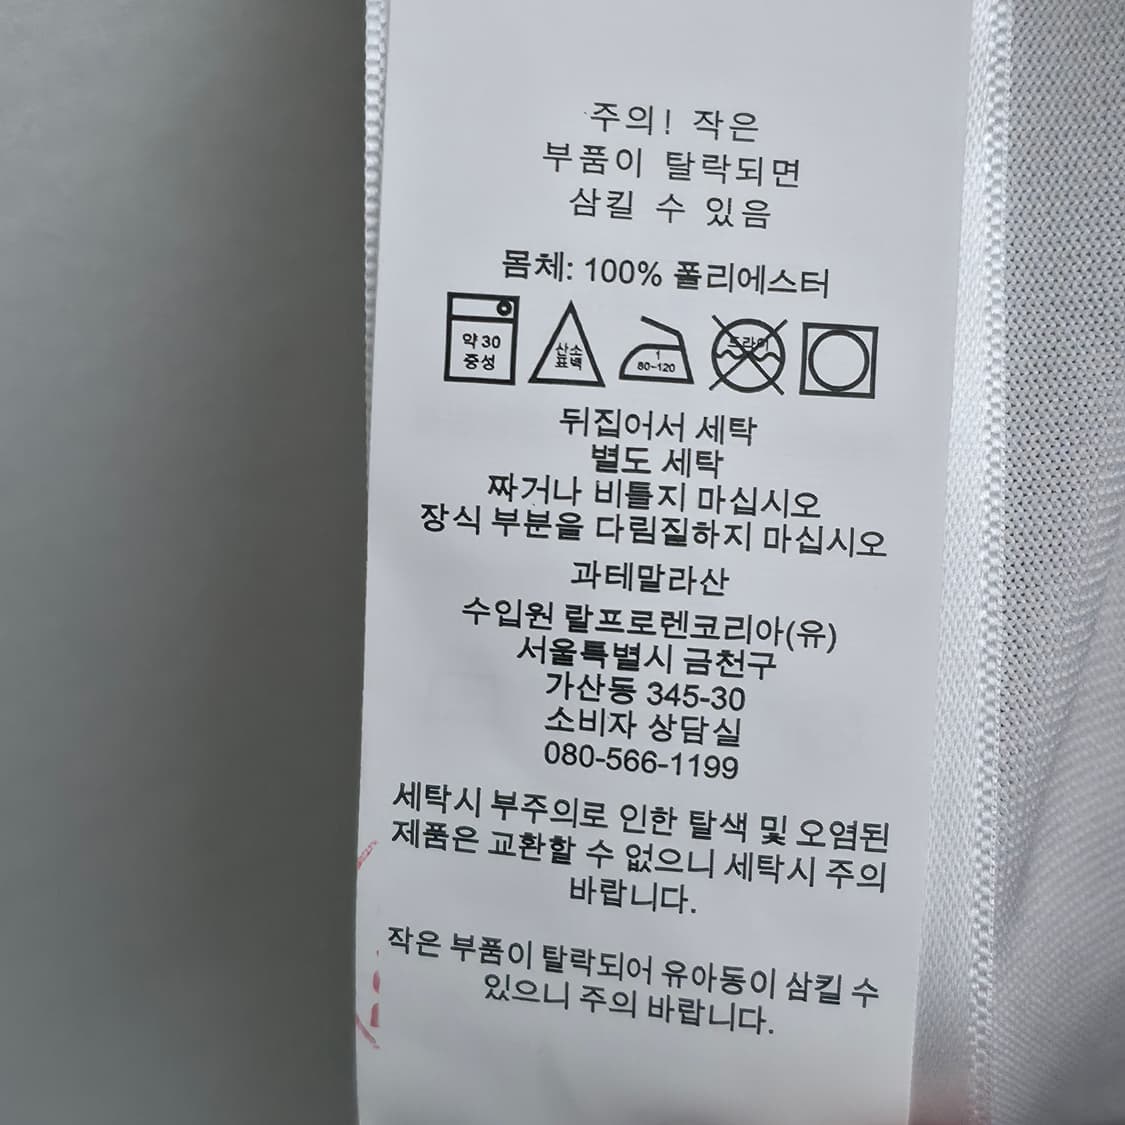 주의! 작은
부품이 탈락되면
삼킬 수 있음
몸체: 100% 폴리에스터
약 30
중성
산소
표백
1
80~120
드라이
뒤집어서 세탁
별도 세탁
짜거나 비틀지 마십시오
장식 부분을 다림질하지 마십시오
과테말라산
수입원 랄프로렌코리아(유)
서울특별시 금천구
가산동 345-30
소비자 상담실
080-566-1199
세탁시 부주의로 인한 탈색 및 오염된
제품은 교환할 수 없으니 세탁시 주의
바랍니다.
작은 부품이 탈락되어 유아동이 삼킬 수
있으니 주의 바랍니다.